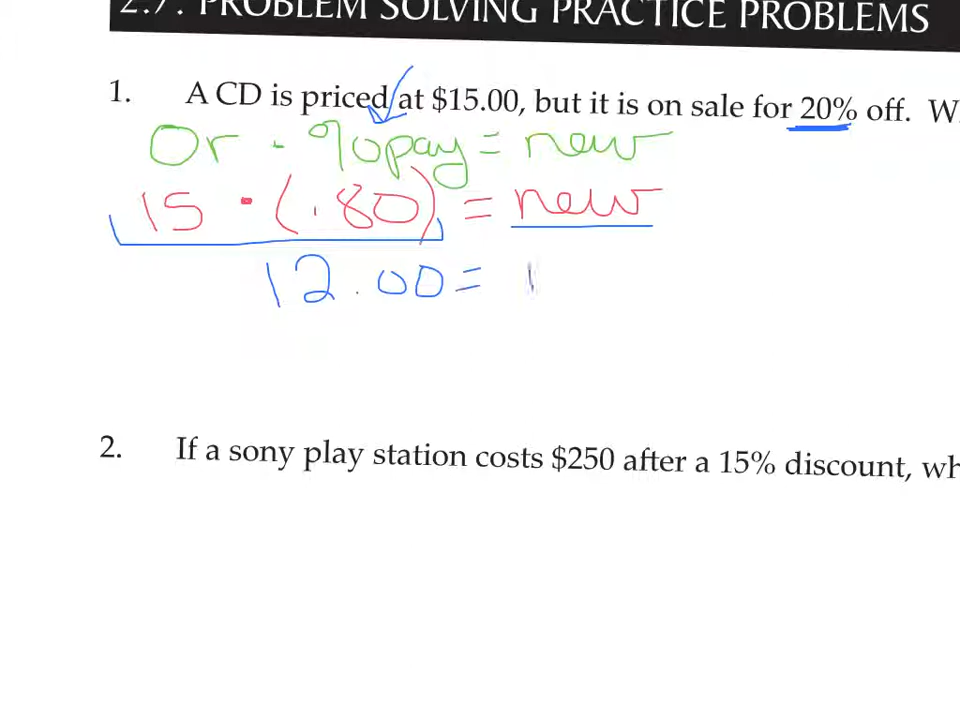 2.7: PROBLEM SOLVING PRACTICE PROBLEMS
1. A CD is priced at $15.00, but it is on sale for 20% off.
Or · % pay = new
15 · (.80) = new
12.00 =
2. If a sony play station costs $250 after a 15% discount,